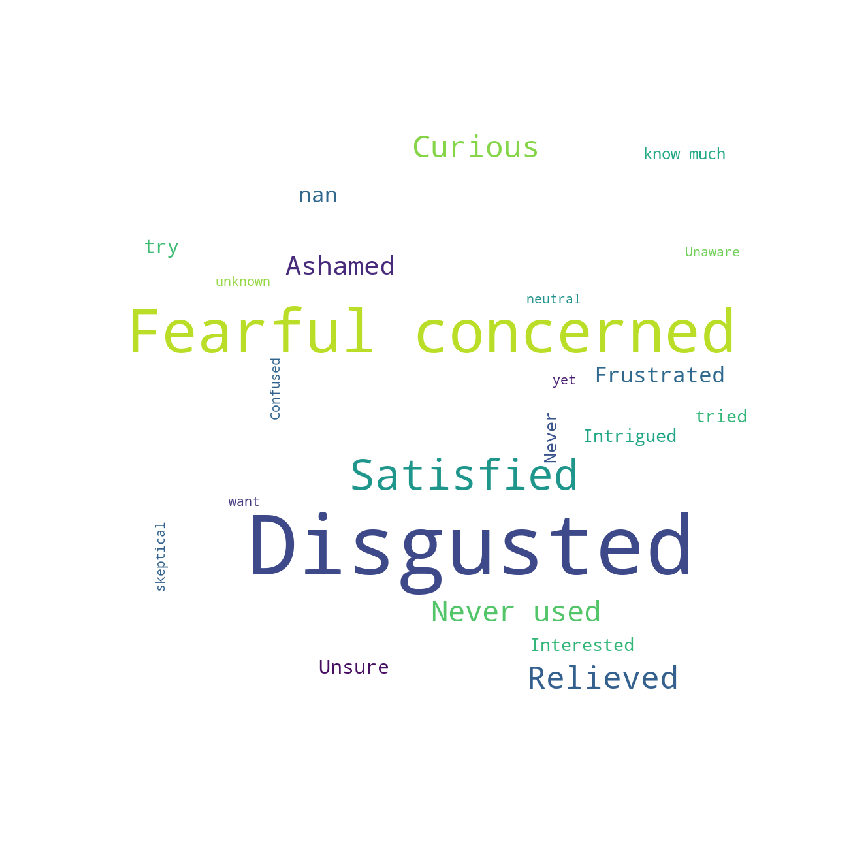 Curious
know much
nan
try
Unaware
Ashamed
unknown
neutral
Fearful concerned
Confused
yet
Frustrated
tried
Never
Intrigued
Satisfied
want
Disgusted
skeptical
Never used
Interested
Unsure
Relieved